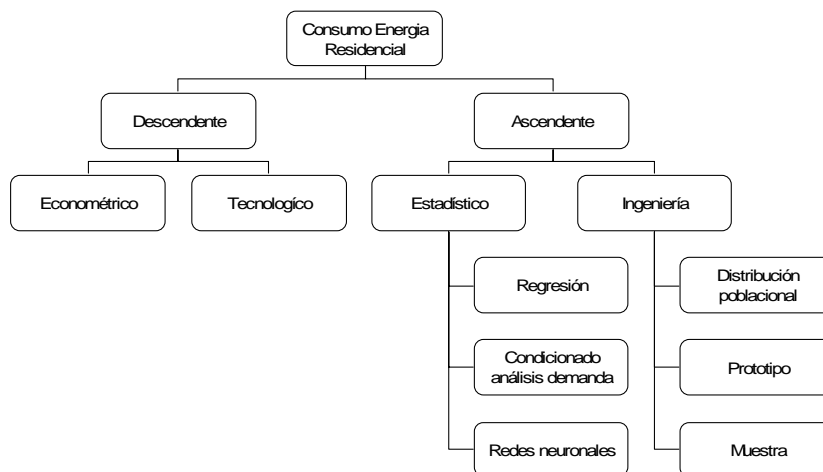 Consumo Energia
Residencial
Descendente
Ascendente
Econométrico
Tecnologíco
Estadístico
Ingeniería
Regresión
Distribución
poblacional
Condicionado
análisis demanda
Prototipo
Redes neuronales
Muestra